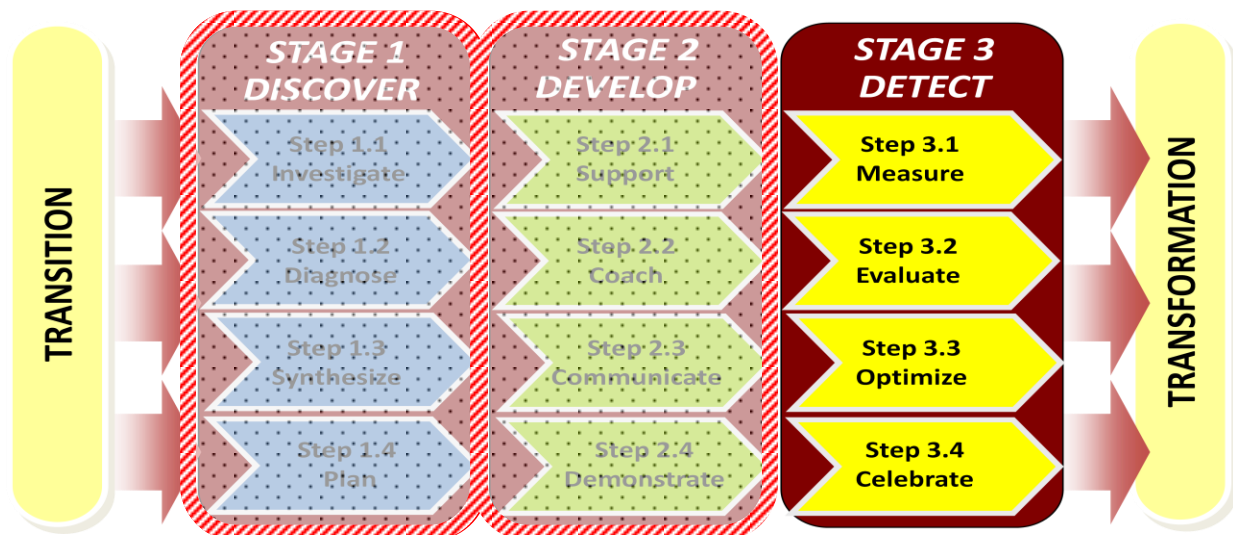 TRANSITION
STAGE 1
DISCOVER
Step 1.1
Investigate
Step 1.2
Diagnose
Step 1.3
Synthesize
Step 1.4
Plan
STAGE 2
DEVELOP
Step 2.1
Support
Step 2.2
Coach
Step 2.3
Communicate
Step 2.4
Demonstrate
STAGE 3
DETECT
Step 3.1
Measure
Step 3.2
Evaluate
Step 3.3
Optimize
Step 3.4
Celebrate
TRANSFORMATION